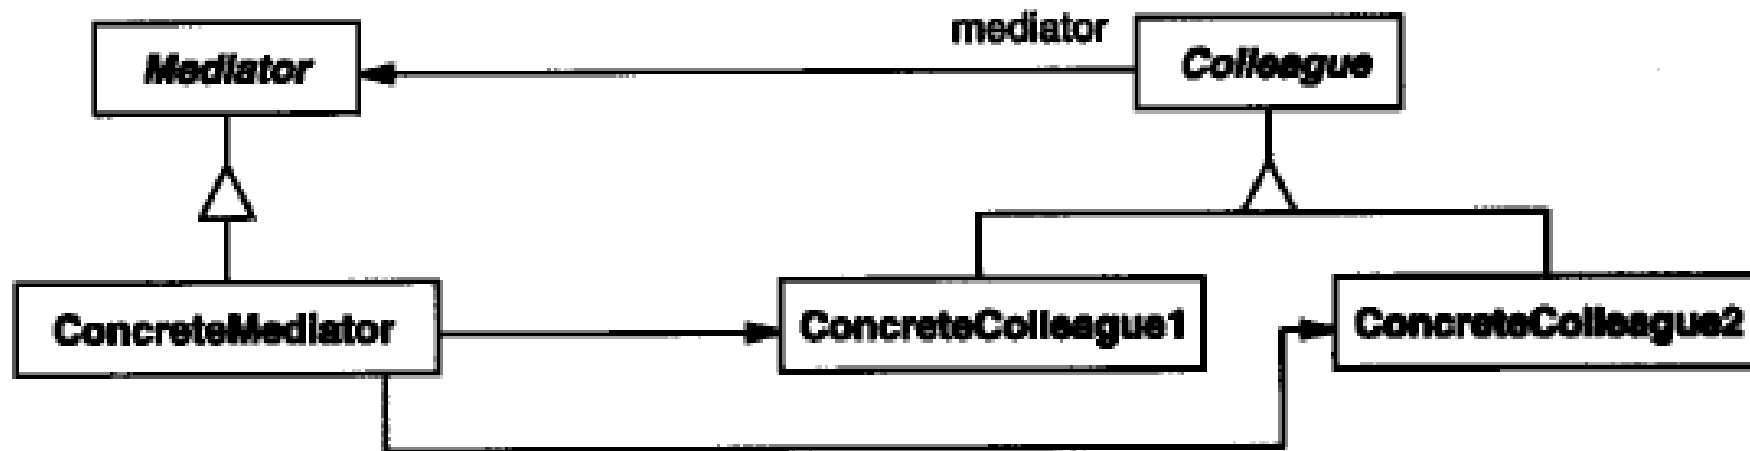 mediator
Mediator
Colleague
ConcreteMediator
ConcreteColleague1
ConcreteColleague2